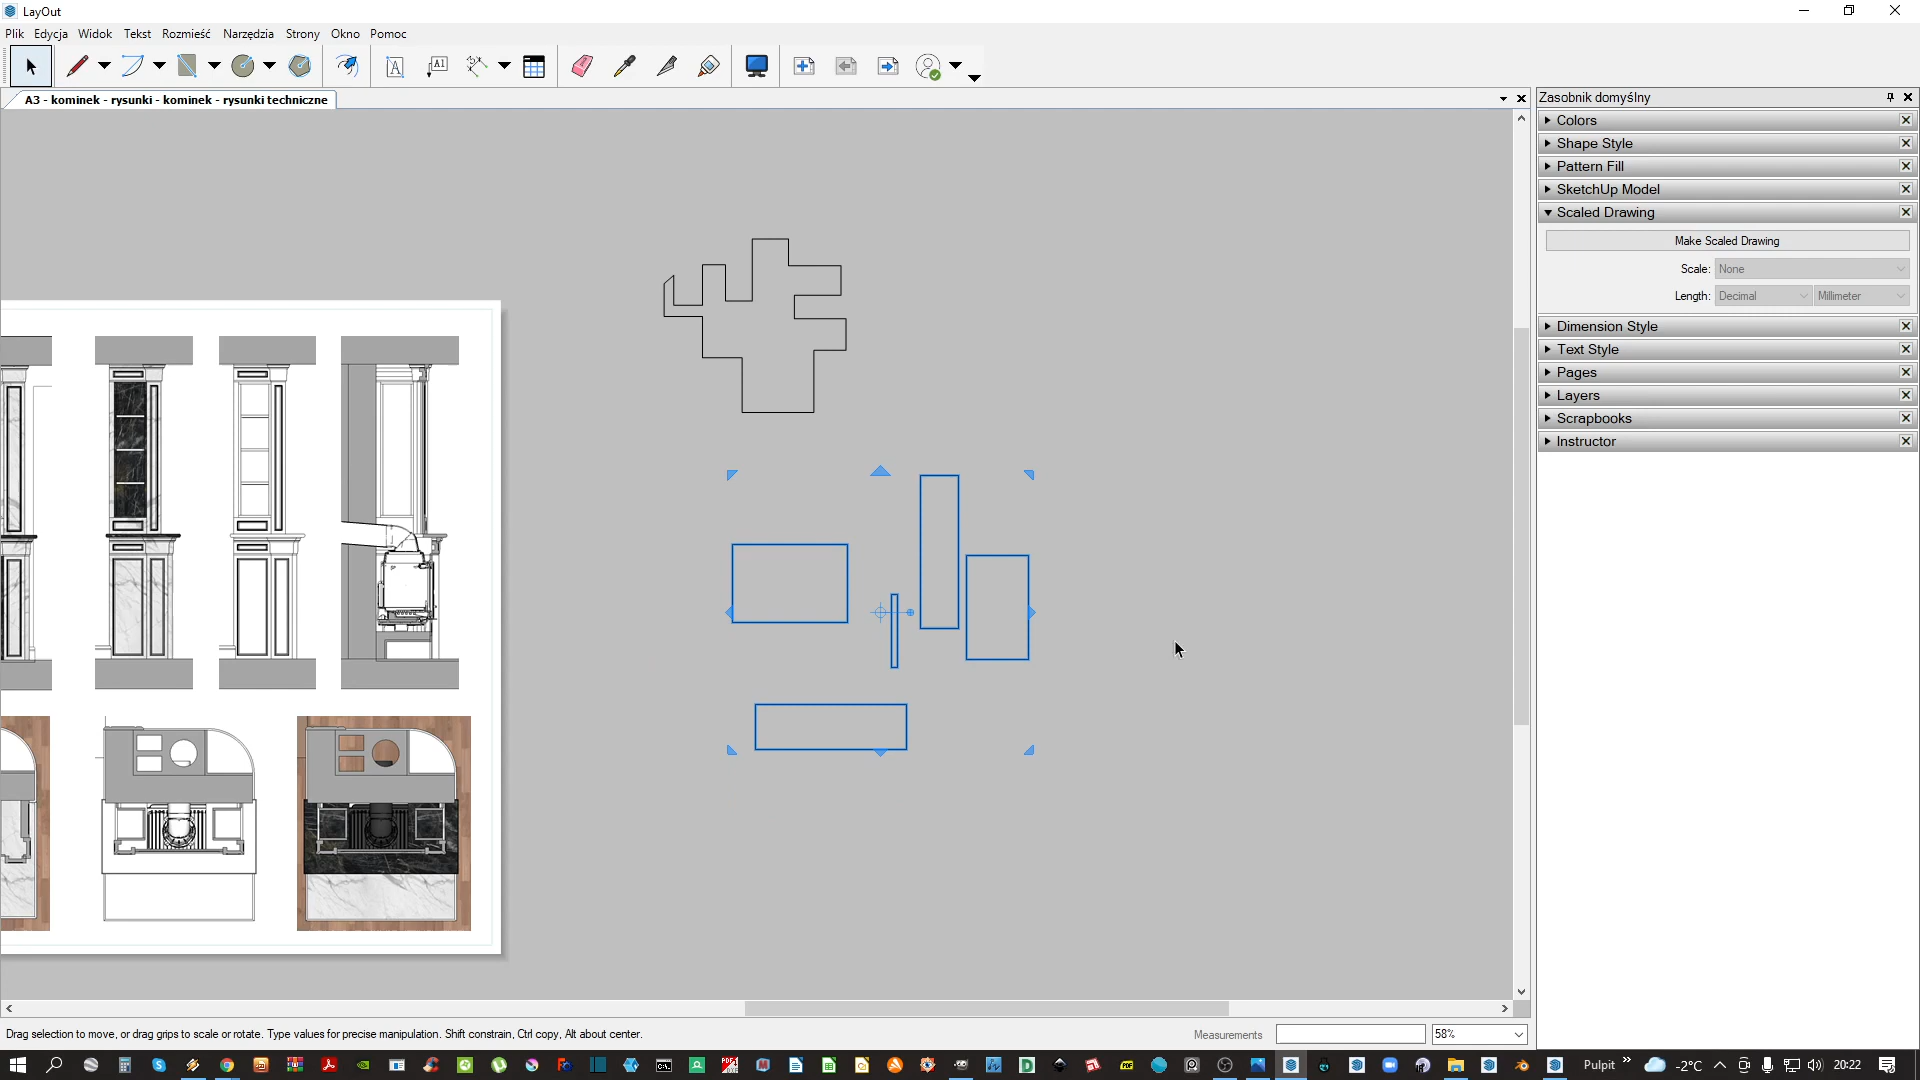 LayOut
Plik Edycja Widok Tekst Rozmieść Narzędzia Strony Okno Pomoc
A3 - kominek - rysunki - kominek - rysunki techniczne
Zasobnik domyślny
Colors
Shape Style
Pattern Fill
SketchUp Model
Scaled Drawing
Make Scaled Drawing
Scale: None
Length: Decimal Millimeter
Dimension Style
Text Style
Pages
Layers
Scrapbooks
Instructor
Drag selection to move, or drag grips to scale or rotate. Type values for precise manipulation. Shift constrain, Ctrl copy, Alt about center.
Measurements
58%
Pulpit
-2°C
20:22